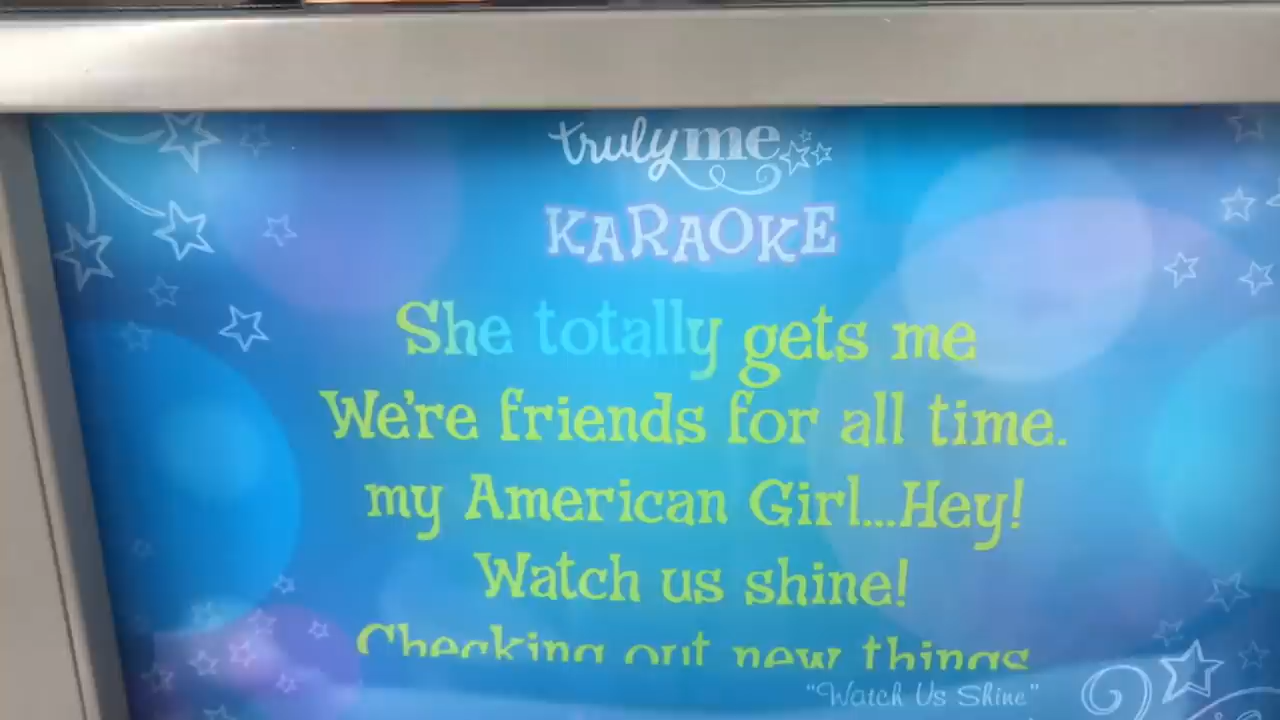 truly me
KARAOKE
She totally gets me
We're friends for all time.
my American Girl...Hey!
Watch us shine!
Checking out new things
"Watch Us Shine"